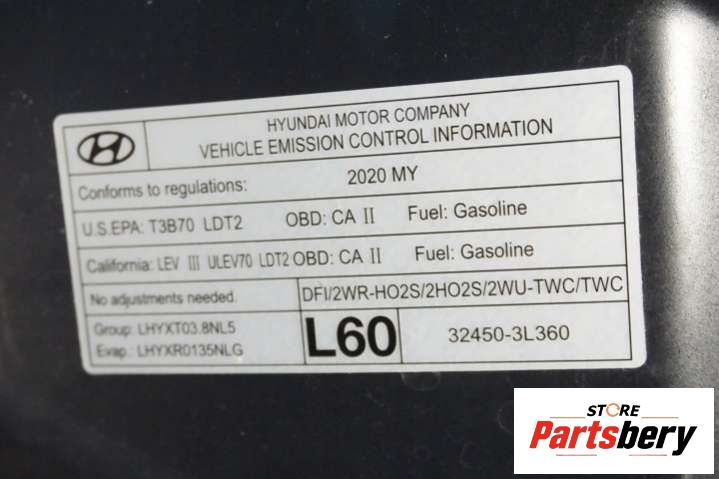 HYUNDAI MOTOR COMPANY
VEHICLE EMISSION CONTROL INFORMATION
Conforms to regulations: 2020 MY
U.S.EPA: T3B70 LDT2 OBD: CA II Fuel: Gasoline
California: LEV III ULEV70 LDT2 OBD: CA II Fuel: Gasoline
No adjustments needed. DFI/2WR-HO2S/2HO2S/2WU-TWC/TWC
Group: LHYXT03.8NL5
Evap.: LHYXR0135NLG
L60
32450-3L360
STORE
Partsbery